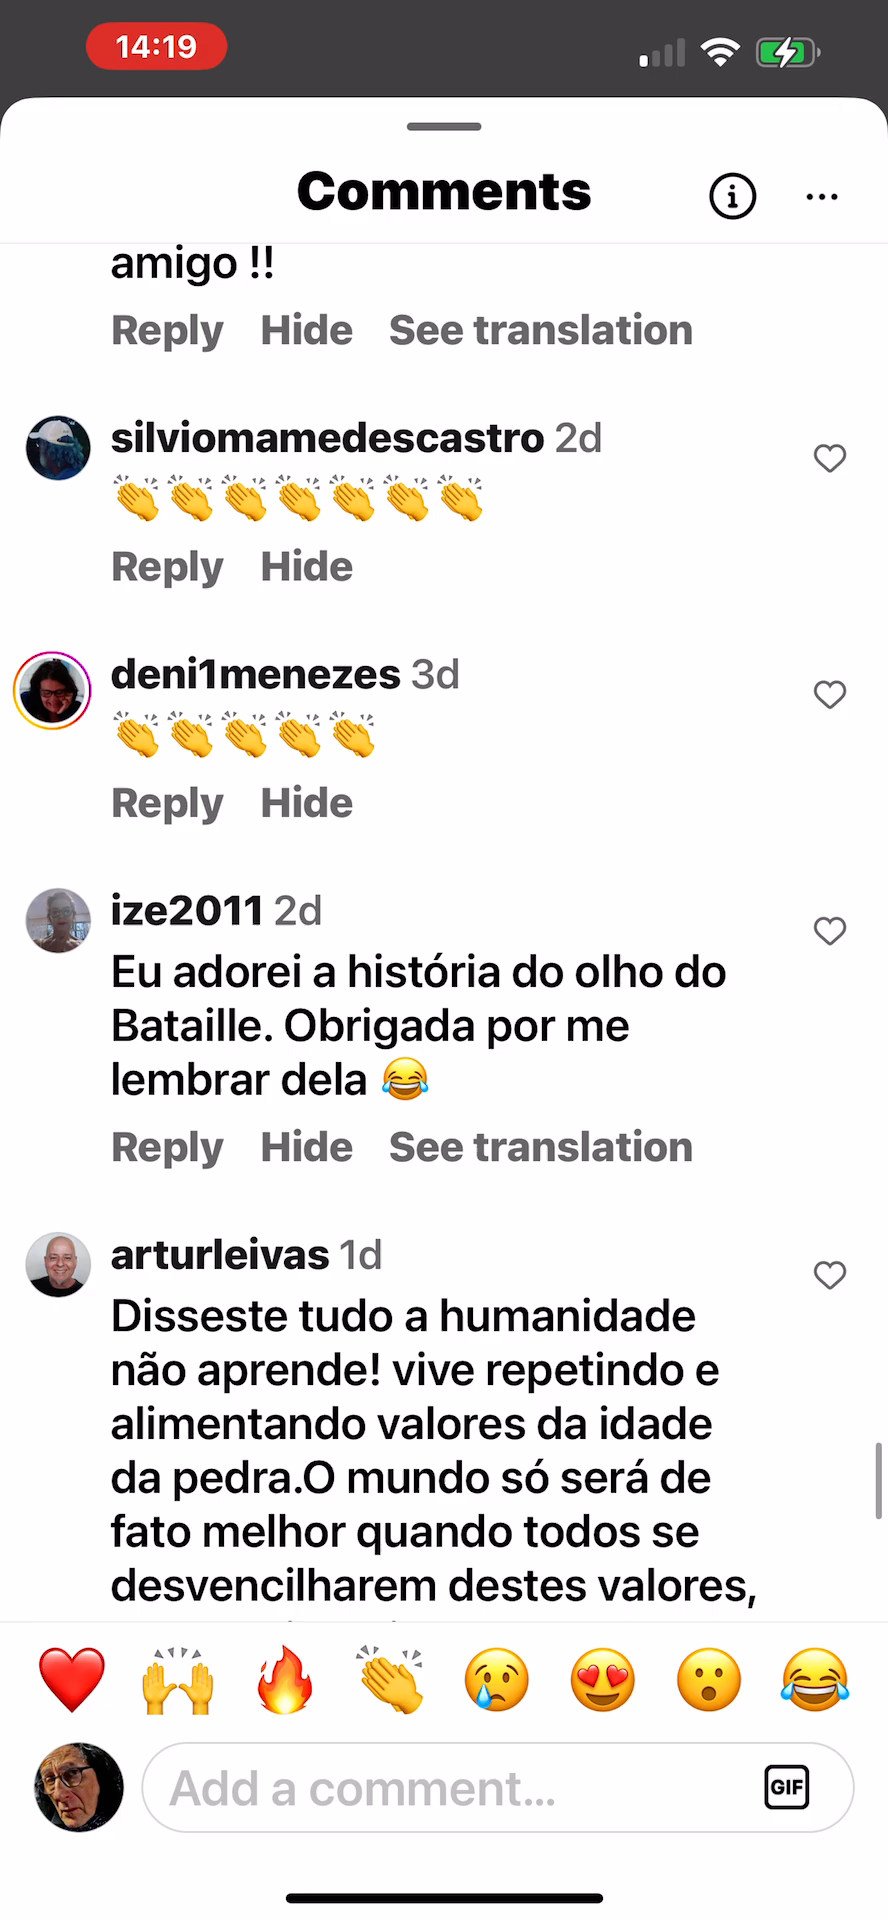 14:19
Comments
amigo !!
Reply Hide See translation
silviomamedescastro 2d
👏👏👏👏👏👏👏
Reply Hide
deni1menezes 3d
👏👏👏👏👏
Reply Hide
ize2011 2d
Eu adorei a história do olho do
Bataille. Obrigada por me
lembrar dela 😂
Reply Hide See translation
arturleivas 1d
Disseste tudo a humanidade
não aprende! vive repetindo e
alimentando valores da idade
da pedra.O mundo só será de
fato melhor quando todos se
desvencilharem destes valores,
❤️🙌🔥👏😢😍😮😂
Add a comment...
GIF